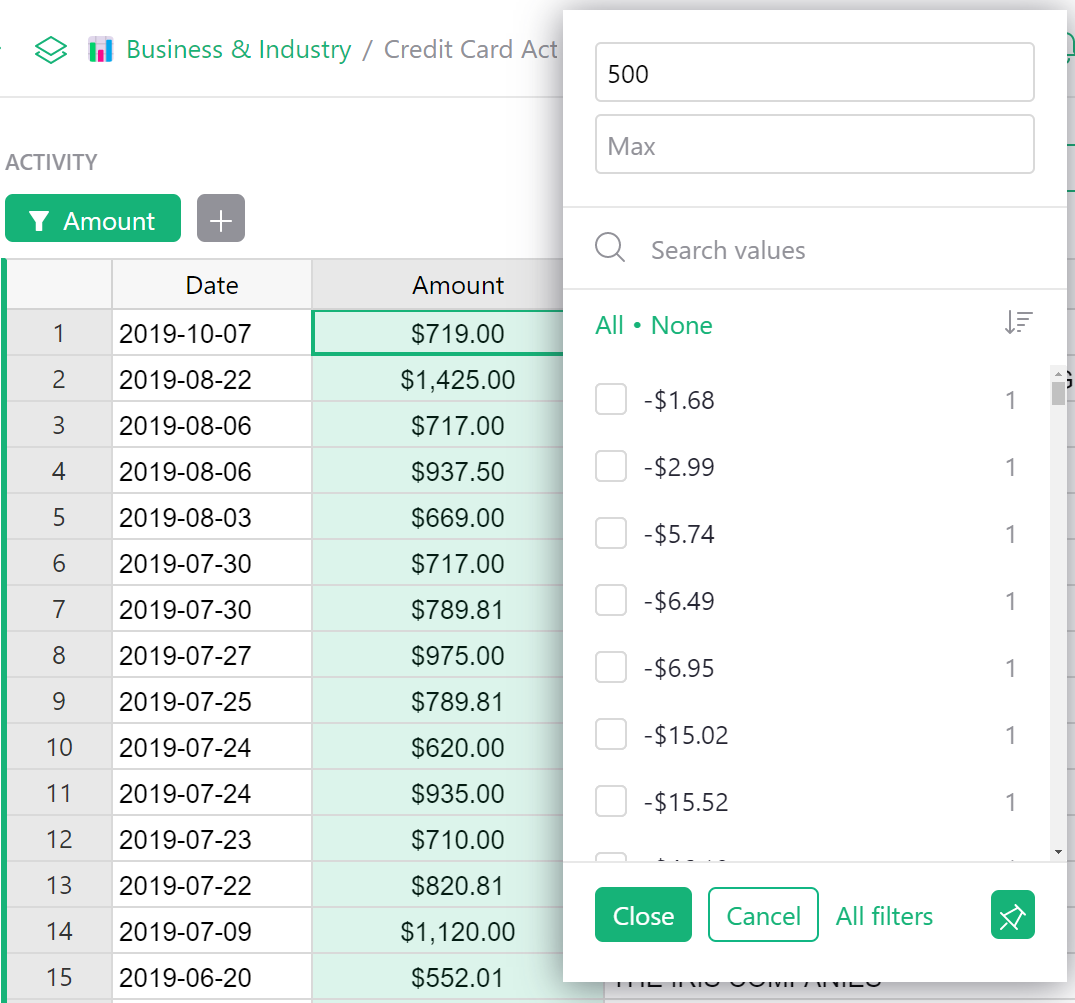 Business & Industry / Credit Card Act
ACTIVITY
Amount
Date Amount
1 2019-10-07 $719.00
2 2019-08-22 $1,425.00
3 2019-08-06 $717.00
4 2019-08-06 $937.50
5 2019-08-03 $669.00
6 2019-07-30 $717.00
7 2019-07-30 $789.81
8 2019-07-27 $975.00
9 2019-07-25 $789.81
10 2019-07-24 $620.00
11 2019-07-24 $935.00
12 2019-07-23 $710.00
13 2019-07-22 $820.81
14 2019-07-09 $1,120.00
15 2019-06-20 $552.01
500
Max
Search values
All • None
-$1.68 1
-$2.99 1
-$5.74 1
-$6.49 1
-$6.95 1
-$15.02 1
-$15.52 1
Close Cancel All filters